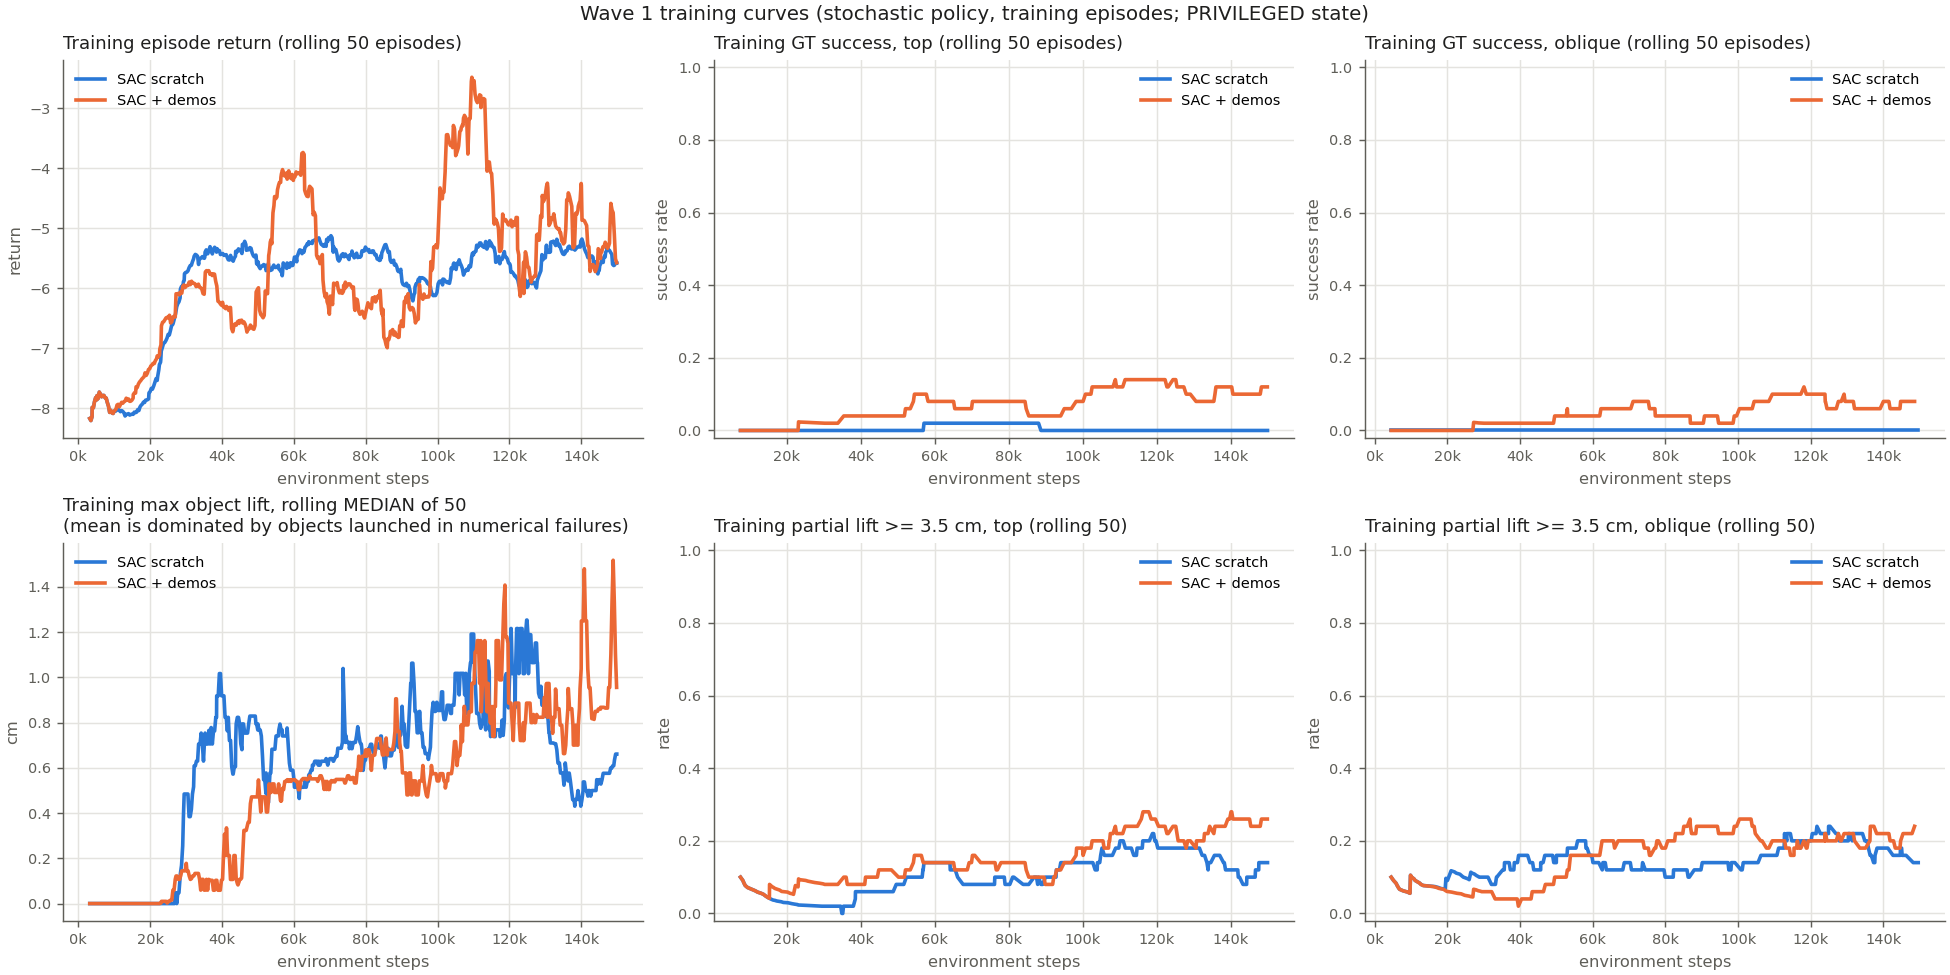 Wave 1 training curves (stochastic policy, training episodes; PRIVILEGED state)
Training episode return (rolling 50 episodes)
SAC scratch
SAC + demos
return
−3
−4
−5
−6
−7
−8
0k 20k 40k 60k 80k 100k 120k 140k
environment steps
Training GT success, top (rolling 50 episodes)
SAC scratch
SAC + demos
success rate
1.0
0.8
0.6
0.4
0.2
0.0
20k 40k 60k 80k 100k 120k 140k
environment steps
Training GT success, oblique (rolling 50 episodes)
SAC scratch
SAC + demos
success rate
1.0
0.8
0.6
0.4
0.2
0.0
0k 20k 40k 60k 80k 100k 120k 140k
environment steps
Training max object lift, rolling MEDIAN of 50
(mean is dominated by objects launched in numerical failures)
SAC scratch
SAC + demos
cm
1.4
1.2
1.0
0.8
0.6
0.4
0.2
0.0
0k 20k 40k 60k 80k 100k 120k 140k
environment steps
Training partial lift >= 3.5 cm, top (rolling 50)
SAC scratch
SAC + demos
rate
1.0
0.8
0.6
0.4
0.2
0.0
20k 40k 60k 80k 100k 120k 140k
environment steps
Training partial lift >= 3.5 cm, oblique (rolling 50)
SAC scratch
SAC + demos
rate
1.0
0.8
0.6
0.4
0.2
0.0
0k 20k 40k 60k 80k 100k 120k 140k
environment steps